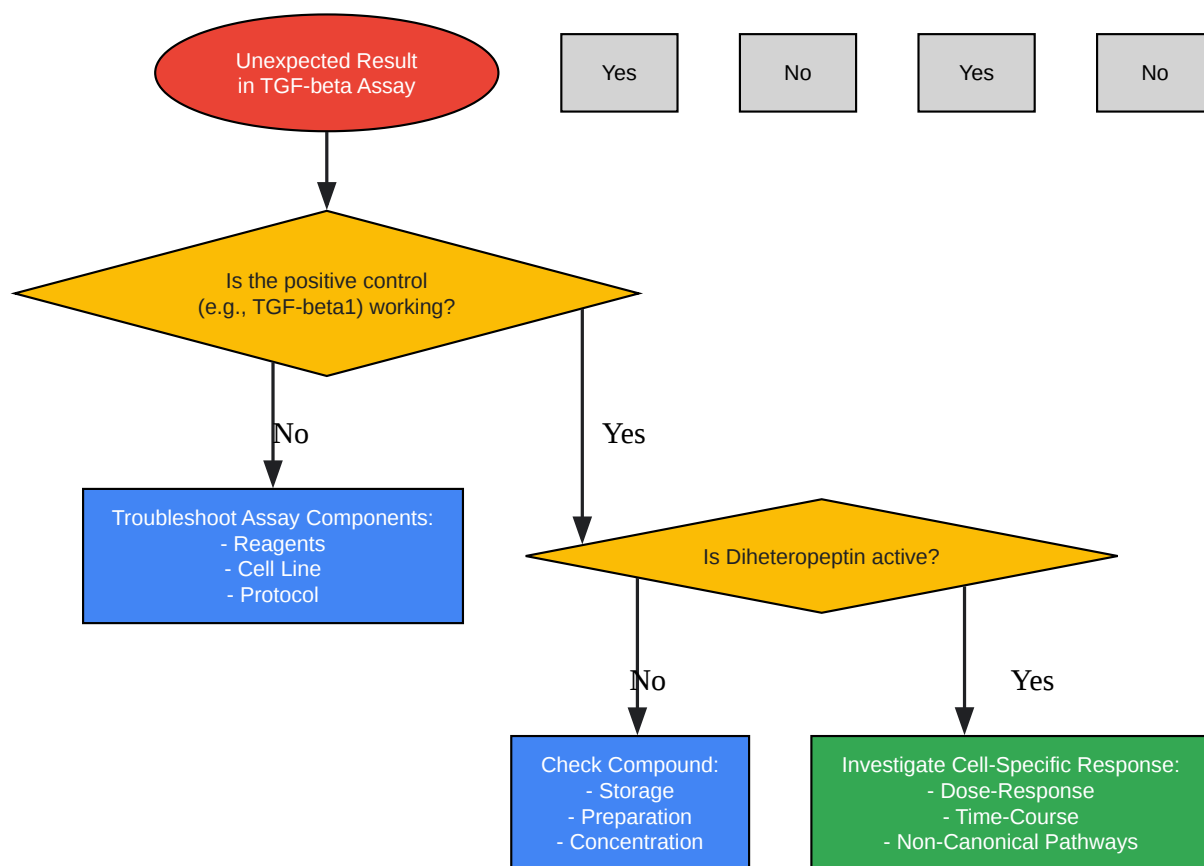 Unexpected Result
in TGF-beta Assay
Yes
No
Yes
No
Is the positive control
(e.g., TGF-beta1) working?
No
Yes
Troubleshoot Assay Components:
- Reagents
- Cell Line
- Protocol
Is Diheteropeptin active?
No
Yes
Check Compound:
- Storage
- Preparation
- Concentration
Investigate Cell-Specific Response:
- Dose-Response
- Time-Course
- Non-Canonical Pathways